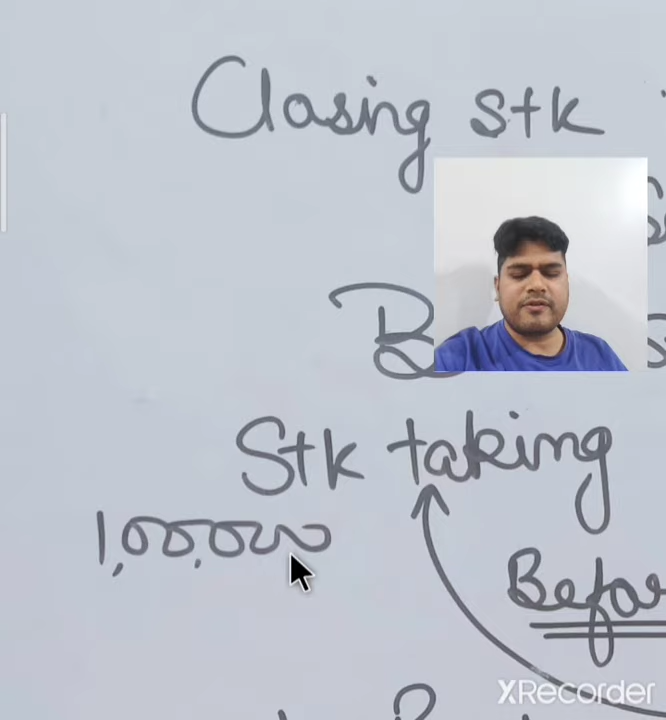 Closing stk
Stk taking
1,00,000
Befor
XRecorder